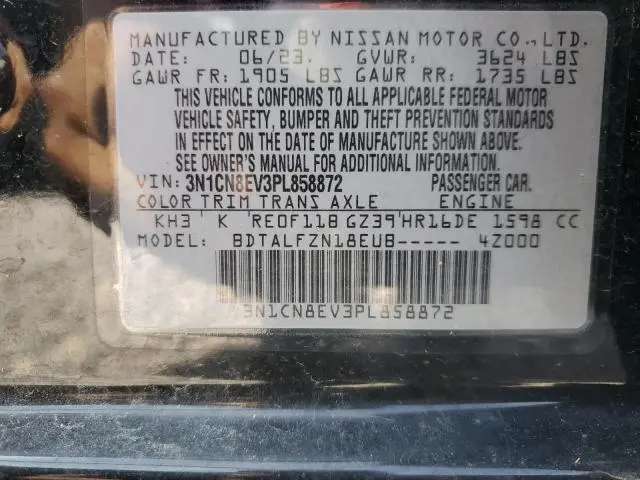 MANUFACTURED BY NISSAN MOTOR CO., LTD.
DATE: 06/23. GVWR: 3624 LBS
GAWR FR: 1905 LBS GAWR RR: 1735 LBS
THIS VEHICLE CONFORMS TO ALL APPLICABLE FEDERAL MOTOR
VEHICLE SAFETY, BUMPER AND THEFT PREVENTION STANDARDS
IN EFFECT ON THE DATE OF MANUFACTURE SHOWN ABOVE.
SEE OWNER'S MANUAL FOR ADDITIONAL INFORMATION.
VIN: 3N1CN8EV3PL858872 PASSENGER CAR.
COLOR TRIM TRANS AXLE ENGINE
KH3 K RE0F11B GZ39 HR16DE 1598 CC
MODEL: BDTALFZN18EUB----- 4Z000
3N1CN8EV3PL858872